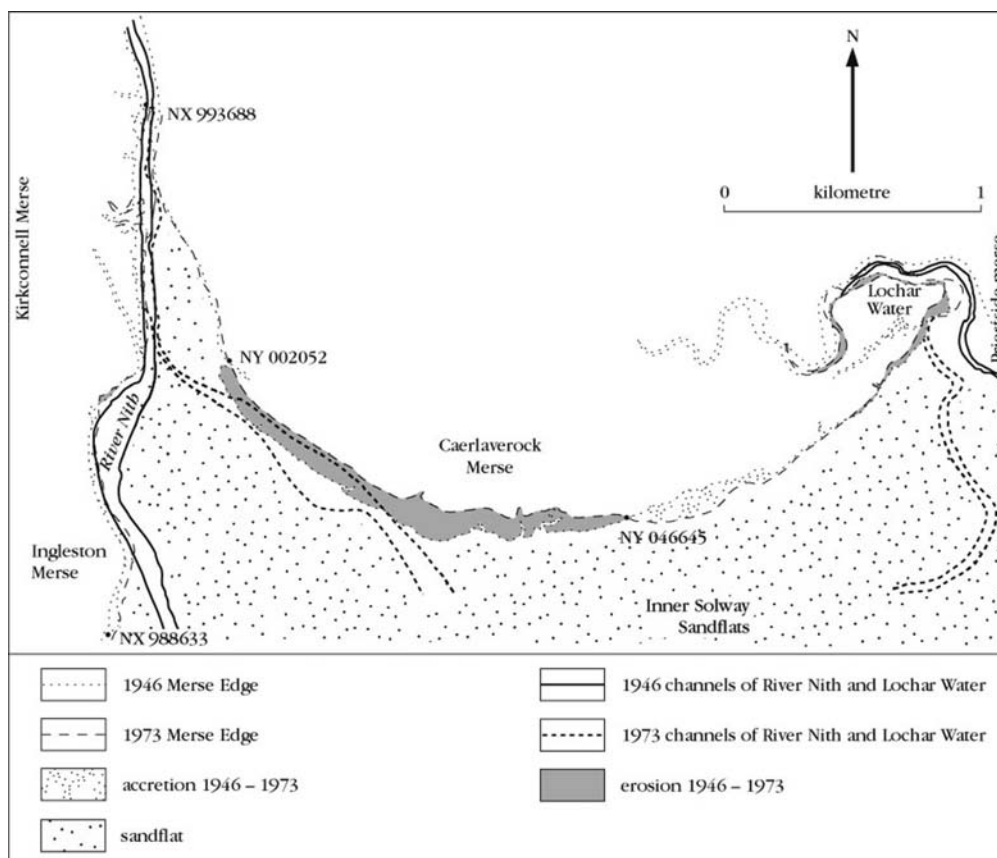 N
NX 993688
0 kilometre 1
Kirkconnell Merse
Lochar
Water
NY 002052
River Nith
Caerlaverock
Merse
NY 046645
Ingleston
Merse
Inner Solway
Sandflats
NX 988633
1946 Merse Edge
1946 channels of River Nith and Lochar Water
1973 Merse Edge
1973 channels of River Nith and Lochar Water
accretion 1946 – 1973
erosion 1946 – 1973
sandflat